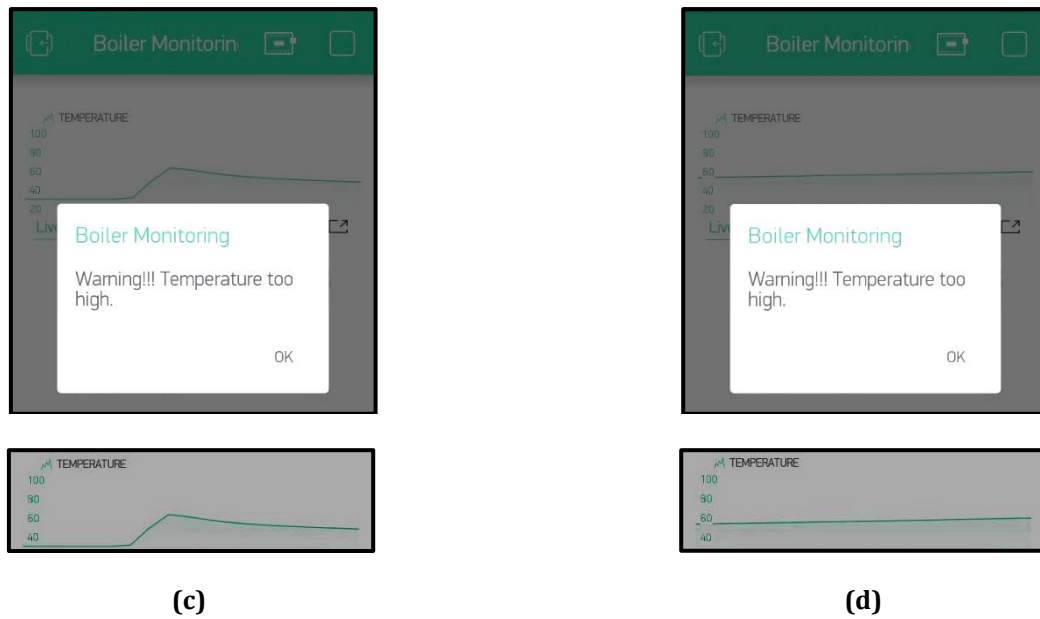 Boiler Monitorin
TEMPERATURE
100
80
60
40
20
Boiler Monitoring
Warning!!! Temperature too
high.
OK
Boiler Monitorin
TEMPERATURE
100
80
60
40
20
Boiler Monitoring
Warning!!! Temperature too
high.
OK
TEMPERATURE
100
80
60
40
TEMPERATURE
100
80
60
40
(c)
(d)